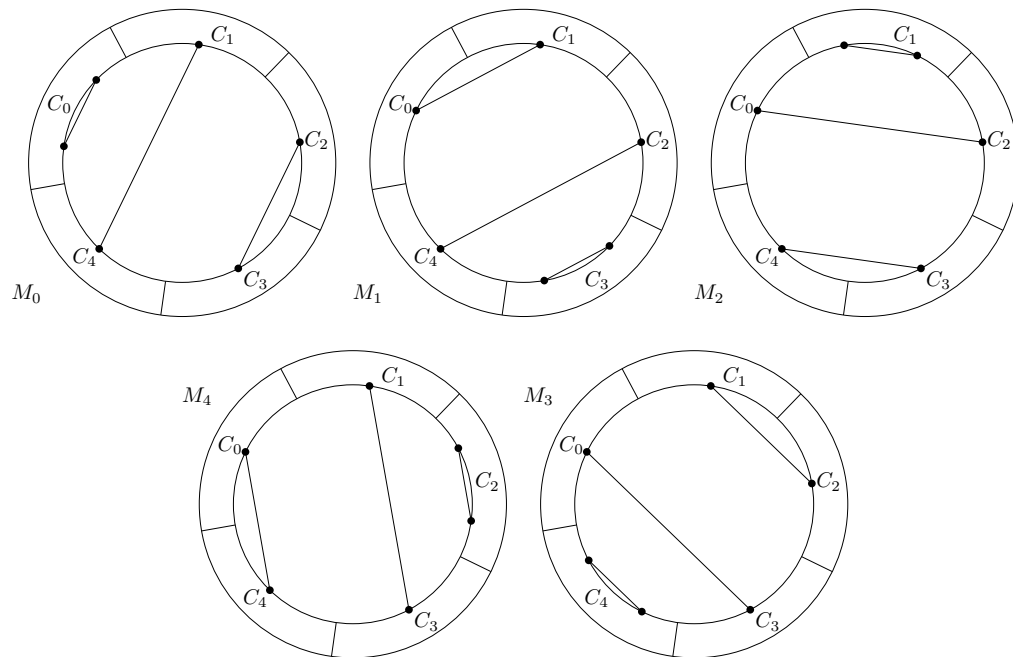 C₁ C₁ C₁
C₀ C₀ C₀
C₂ C₂ C₂
C₄ C₄ C₄
C₃ C₃ C₃
M₀ M₁ M₂
M₄ C₁ M₃ C₁
C₀ C₀
C₂ C₂
C₄ C₄
C₃ C₃